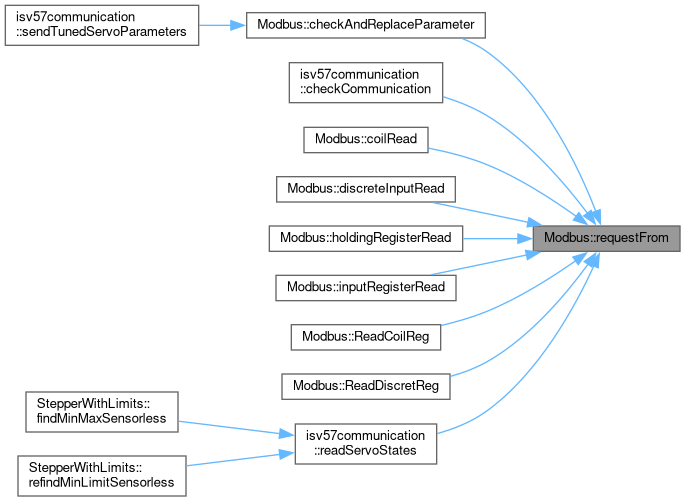 isv57communication
::sendTunedServoParameters
Modbus::checkAndReplaceParameter
isv57communication
::checkCommunication
Modbus::coilRead
Modbus::discreteInputRead
Modbus::holdingRegisterRead
Modbus::requestFrom
Modbus::inputRegisterRead
Modbus::ReadCoilReg
Modbus::ReadDiscretReg
StepperWithLimits::
findMinMaxSensorless
isv57communication
::readServoStates
StepperWithLimits::
refindMinLimitSensorless